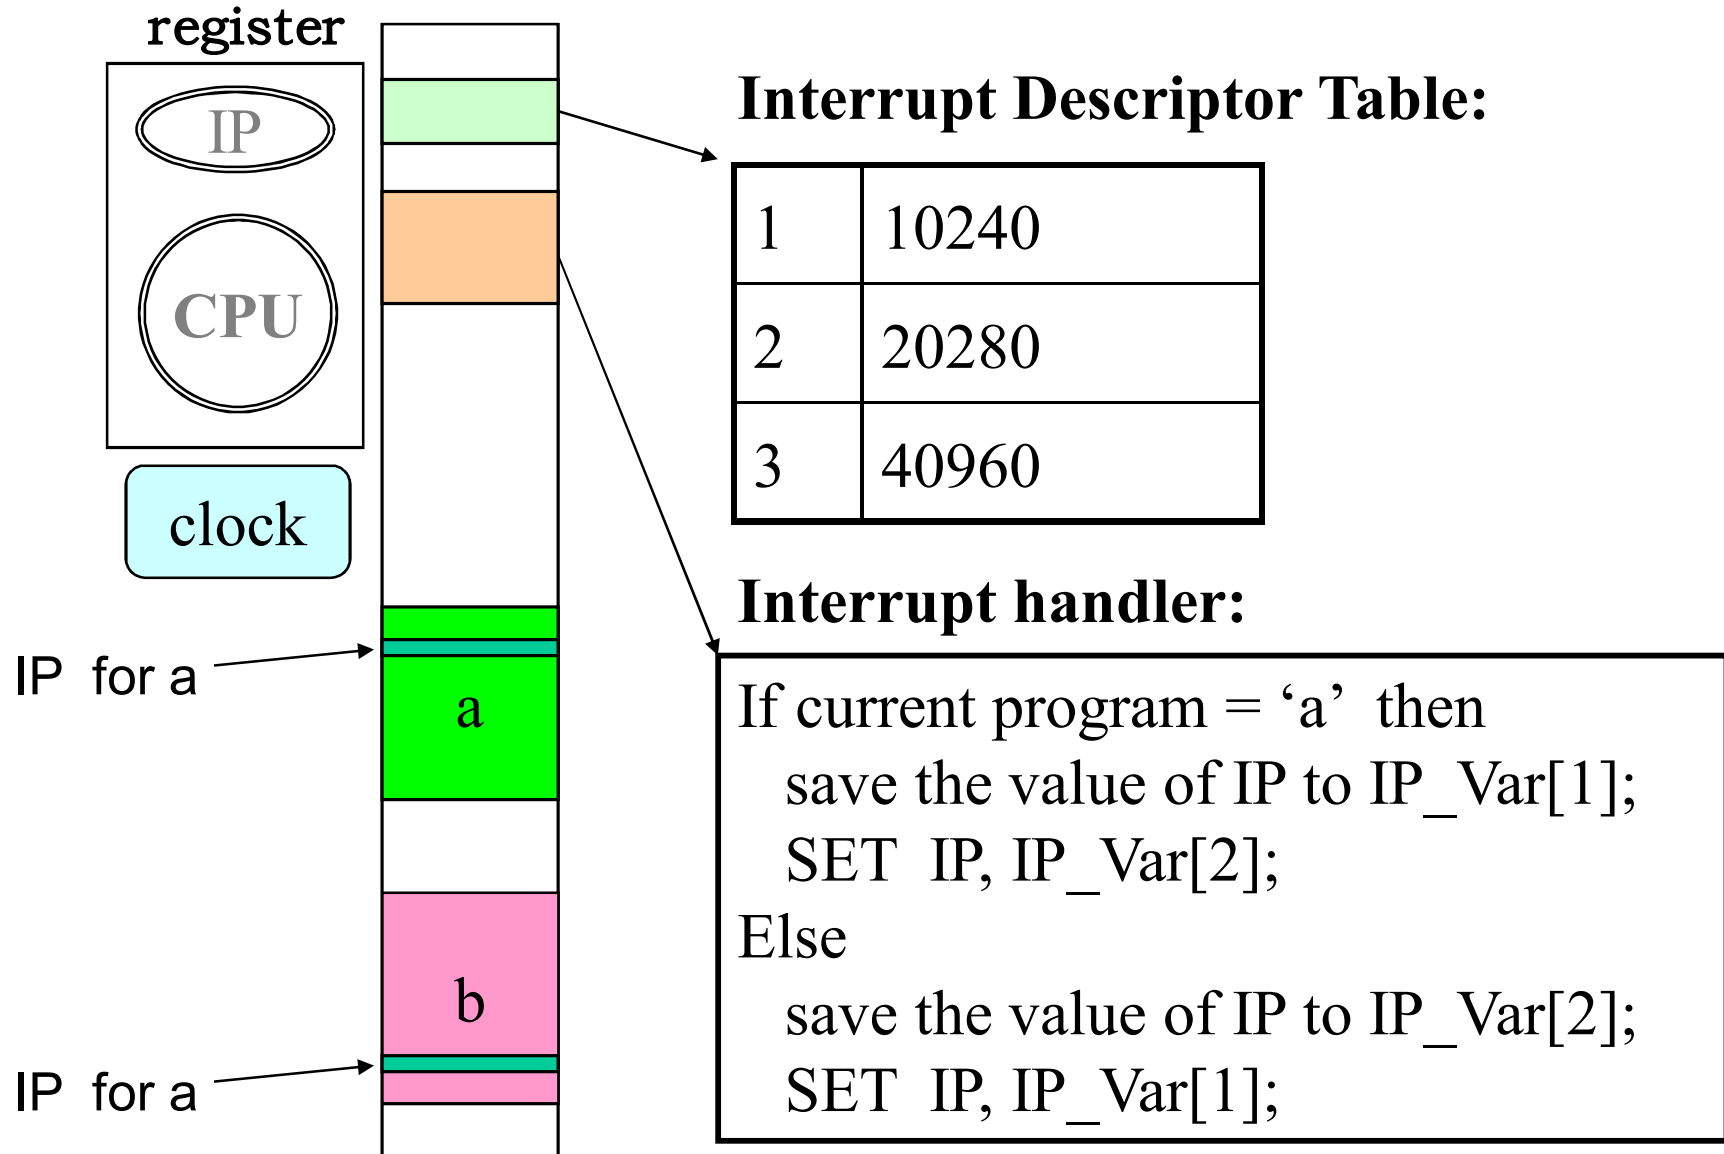 register
IP
CPU
clock
IP for a
a
b
IP for a
Interrupt Descriptor Table:
1 10240
2 20280
3 40960
Interrupt handler:
If current program = ‘a’ then
save the value of IP to IP_Var[1];
SET IP, IP_Var[2];
Else
save the value of IP to IP_Var[2];
SET IP, IP_Var[1];